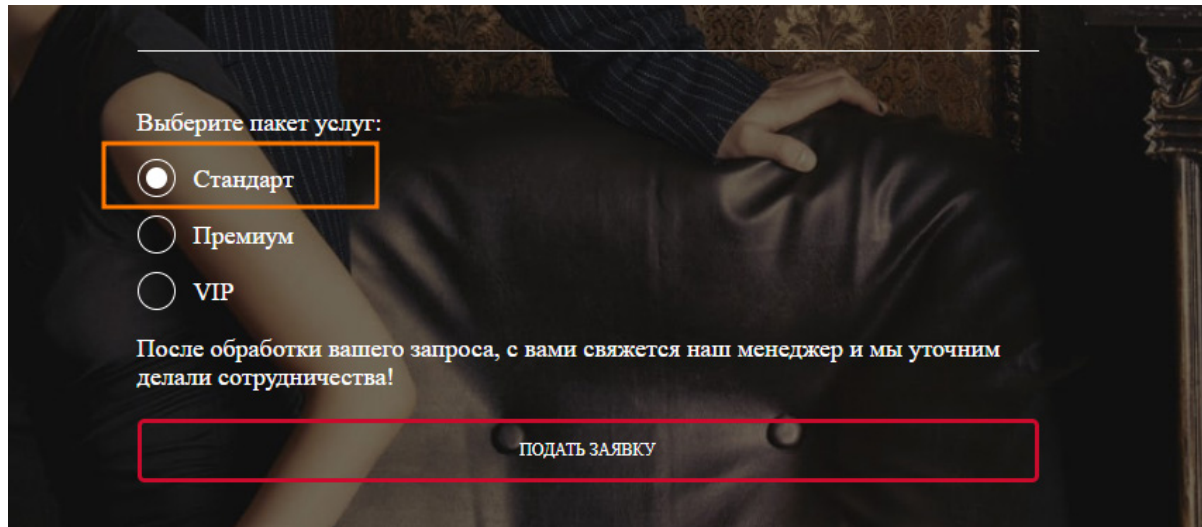 Выберите пакет услуг:
Стандарт
Премиум
VIP
После обработки вашего запроса, с вами свяжется наш менеджер и мы уточним
делали сотрудничества!
ПОДАТЬ ЗАЯВКУ